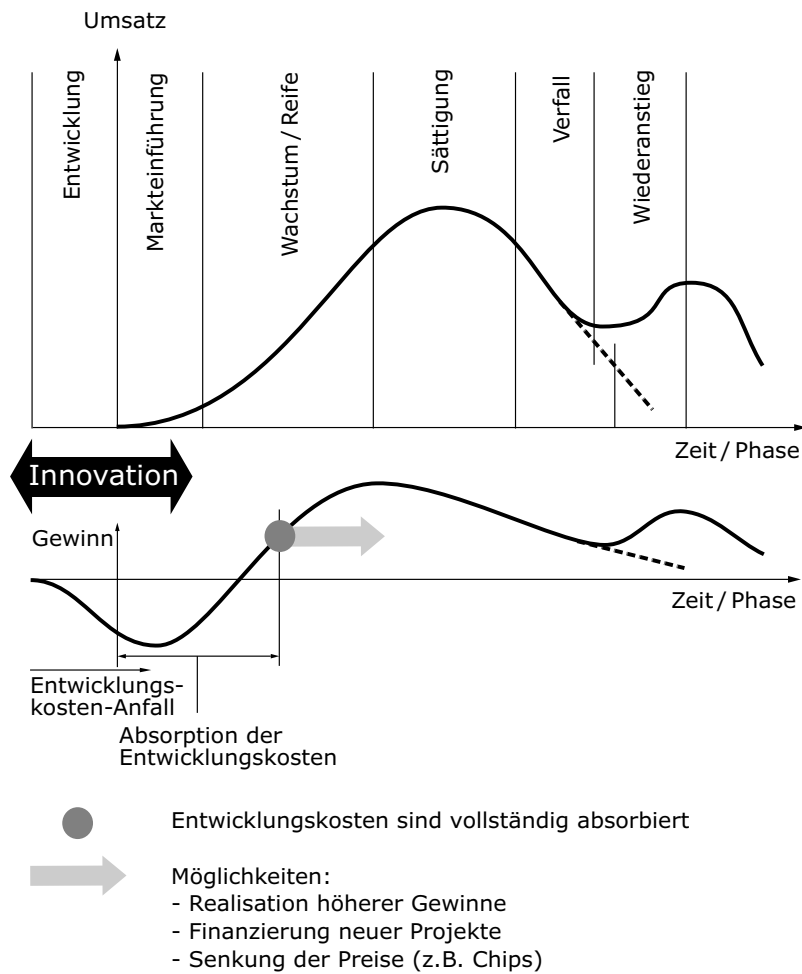 Umsatz
Entwicklung
Markteinführung
Wachstum / Reife
Sättigung
Verfall
Wiederanstieg
Zeit / Phase
Innovation
Gewinn
Zeit / Phase
Entwicklungs-
kosten-Anfall
Absorption der
Entwicklungskosten
Entwicklungskosten sind vollständig absorbiert
Möglichkeiten:
- Realisation höherer Gewinne
- Finanzierung neuer Projekte
- Senkung der Preise (z.B. Chips)